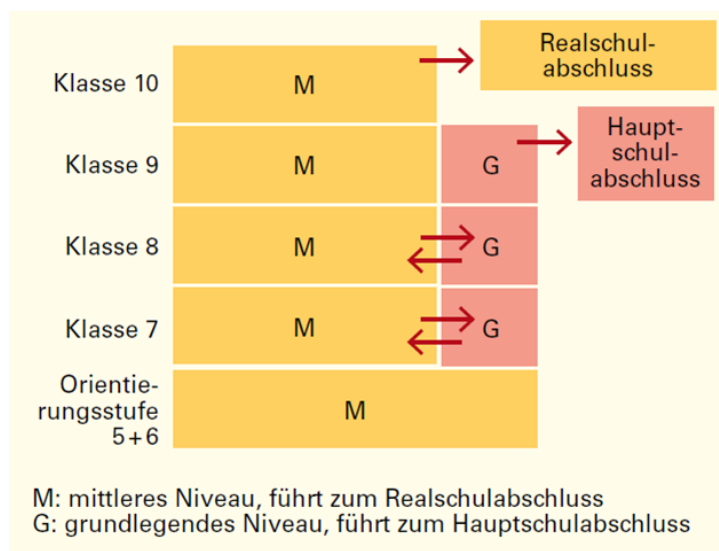 Realschul-
abschluss
Klasse 10
M
Haupt-
schul-
abschluss
Klasse 9
M
G
Klasse 8
M
G
Klasse 7
M
G
Orientie-
rungsstufe
5+6
M
M: mittleres Niveau, führt zum Realschulabschluss
G: grundlegendes Niveau, führt zum Hauptschulabschluss